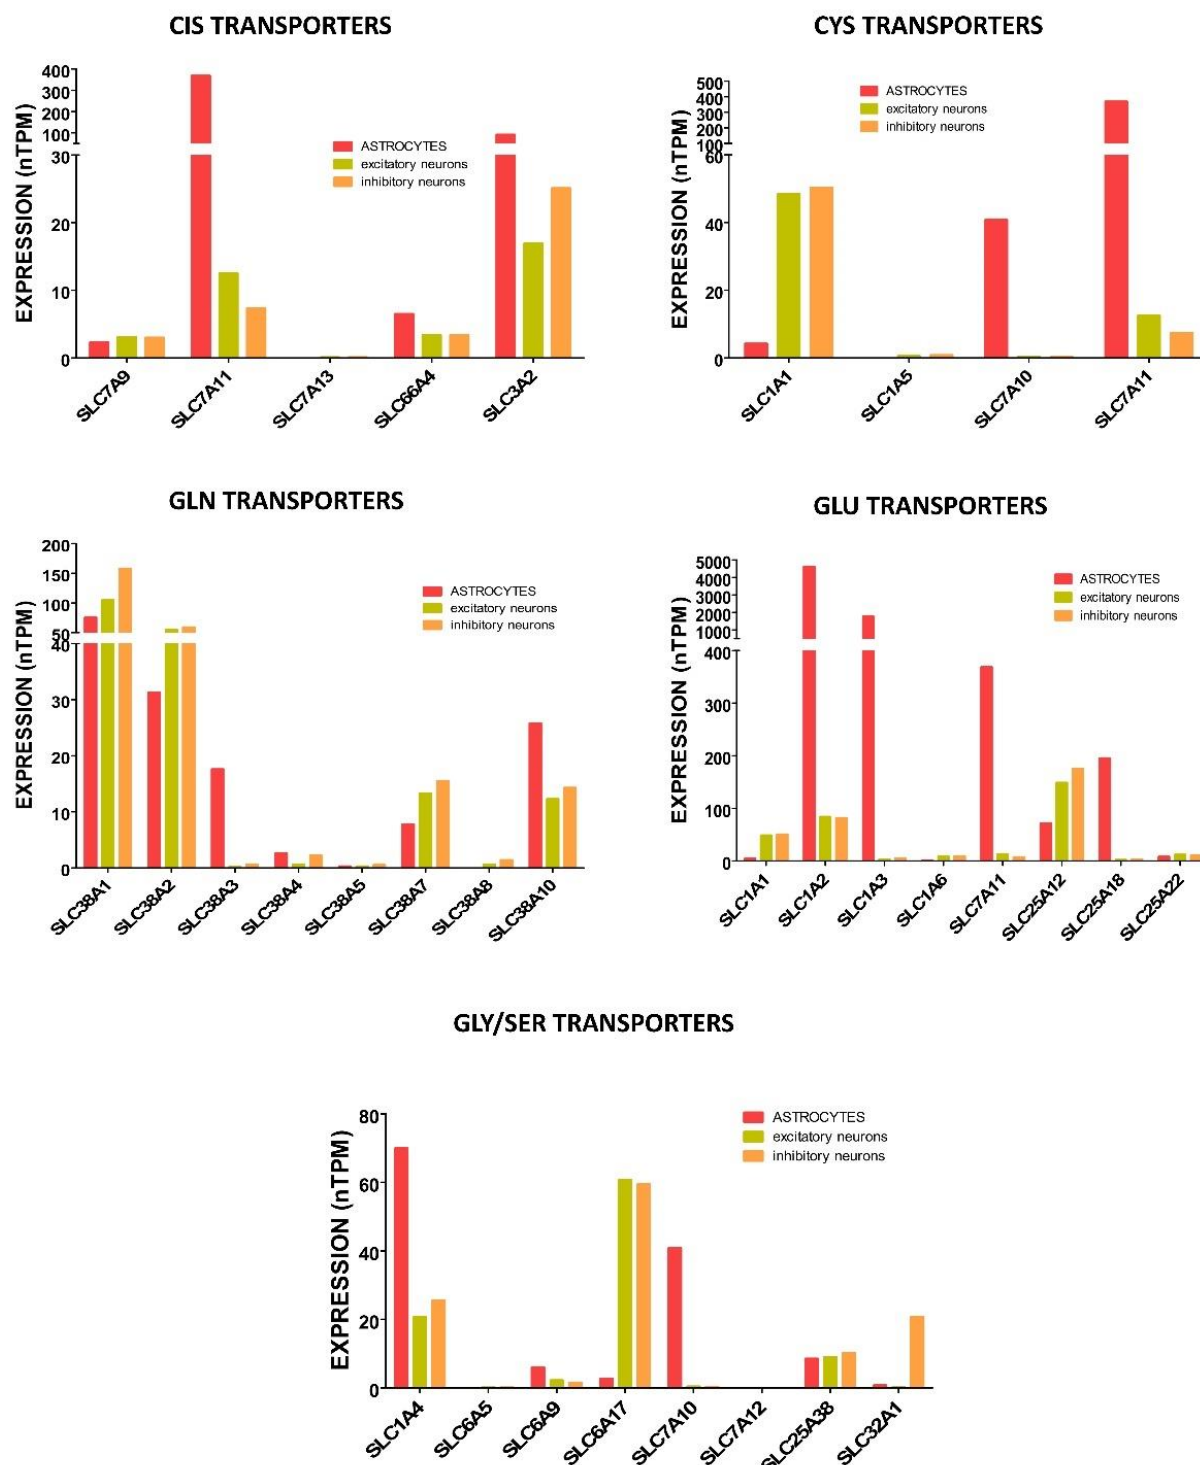 CIS TRANSPORTERS
EXPRESSION (nTPM)
400
300
200
100
30
20
10
0
ASTROCYTES
excitatory neurons
inhibitory neurons
SLC7A9
SLC7A11
SLC7A13
SLC66A4
SLC3A2
CYS TRANSPORTERS
EXPRESSION (nTPM)
500
400
300
200
100
60
40
20
0
ASTROCYTES
excitatory neurons
inhibitory neurons
SLC1A1
SLC1A5
SLC7A10
SLC7A11
GLN TRANSPORTERS
EXPRESSION (nTPM)
200
150
100
50
40
30
20
10
0
ASTROCYTES
excitatory neurons
inhibitory neurons
SLC38A1
SLC38A2
SLC38A3
SLC38A4
SLC38A5
SLC38A7
SLC38A8
SLC38A10
GLU TRANSPORTERS
EXPRESSION (nTPM)
5000
4000
3000
2000
1000
400
300
200
100
0
ASTROCYTES
excitatory neurons
inhibitory neurons
SLC1A1
SLC1A2
SLC1A3
SLC1A6
SLC7A11
SLC25A12
SLC25A18
SLC25A22
GLY/SER TRANSPORTERS
EXPRESSION (nTPM)
80
60
40
20
0
ASTROCYTES
excitatory neurons
inhibitory neurons
SLC1A4
SLC6A5
SLC6A9
SLC6A17
SLC7A10
SLC7A12
SLC25A38
SLC32A1